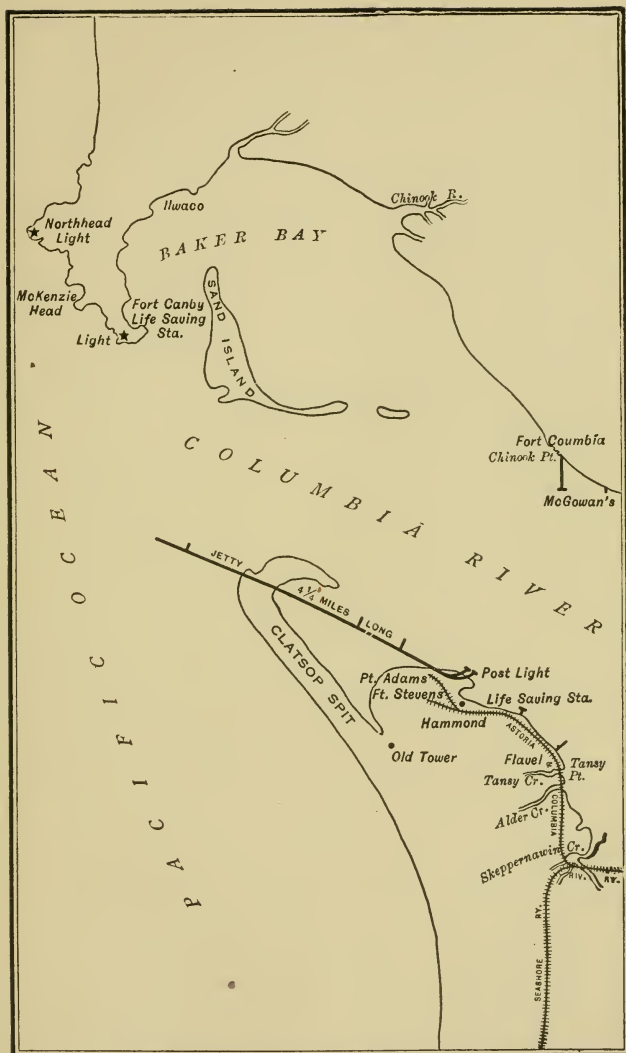 Ilwaco
Chinook R.
Northhead
Light
BAKER BAY
McKenzie
Head
Fort Canby
Life Saving
Sta.
Light
SAND ISLAND
Fort Coumbia
Chinook Pt.
McGowan's
COLUMBIA RIVER
PACIFIC OCEAN
JETTY 4¼ MILES LONG
CLATSOP SPIT
Post Light
Pt. Adams
Ft. Stevens
Life Saving Sta.
Hammond
Old Tower
ASTORIA & COLUMBIA RIV. RY.
Flavel
Tansy
Pt.
Tansy Cr.
Alder Cr.
Skeppernawin Cr.
SEASHORE RY.